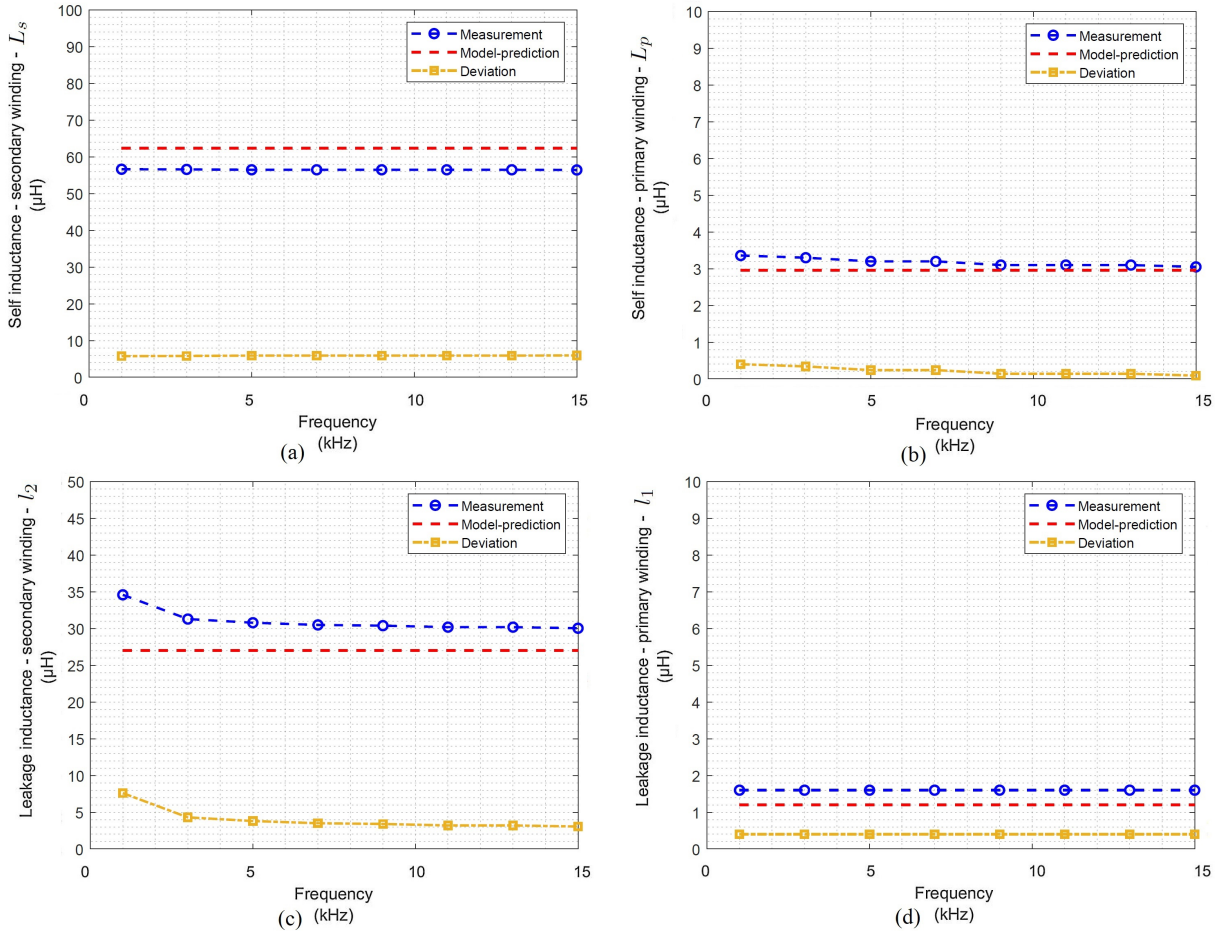 Self inductance - secondary winding - Lₛ
(μH)
100
90
80
70
60
50
40
30
20
10
0
Measurement
Model-prediction
Deviation
0
5
10
15
Frequency
(kHz)
(a)
Self inductance - primary winding - Lₚ
(μH)
10
9
8
7
6
5
4
3
2
1
0
Measurement
Model-prediction
Deviation
0
5
10
15
Frequency
(kHz)
(b)
Leakage inductance - secondary winding - l₂
(μH)
50
45
40
35
30
25
20
15
10
5
0
Measurement
Model-prediction
Deviation
0
5
10
15
Frequency
(kHz)
(c)
Leakage inductance - primary winding - l₁
(μH)
10
9
8
7
6
5
4
3
2
1
0
Measurement
Model-prediction
Deviation
0
5
10
15
Frequency
(kHz)
(d)